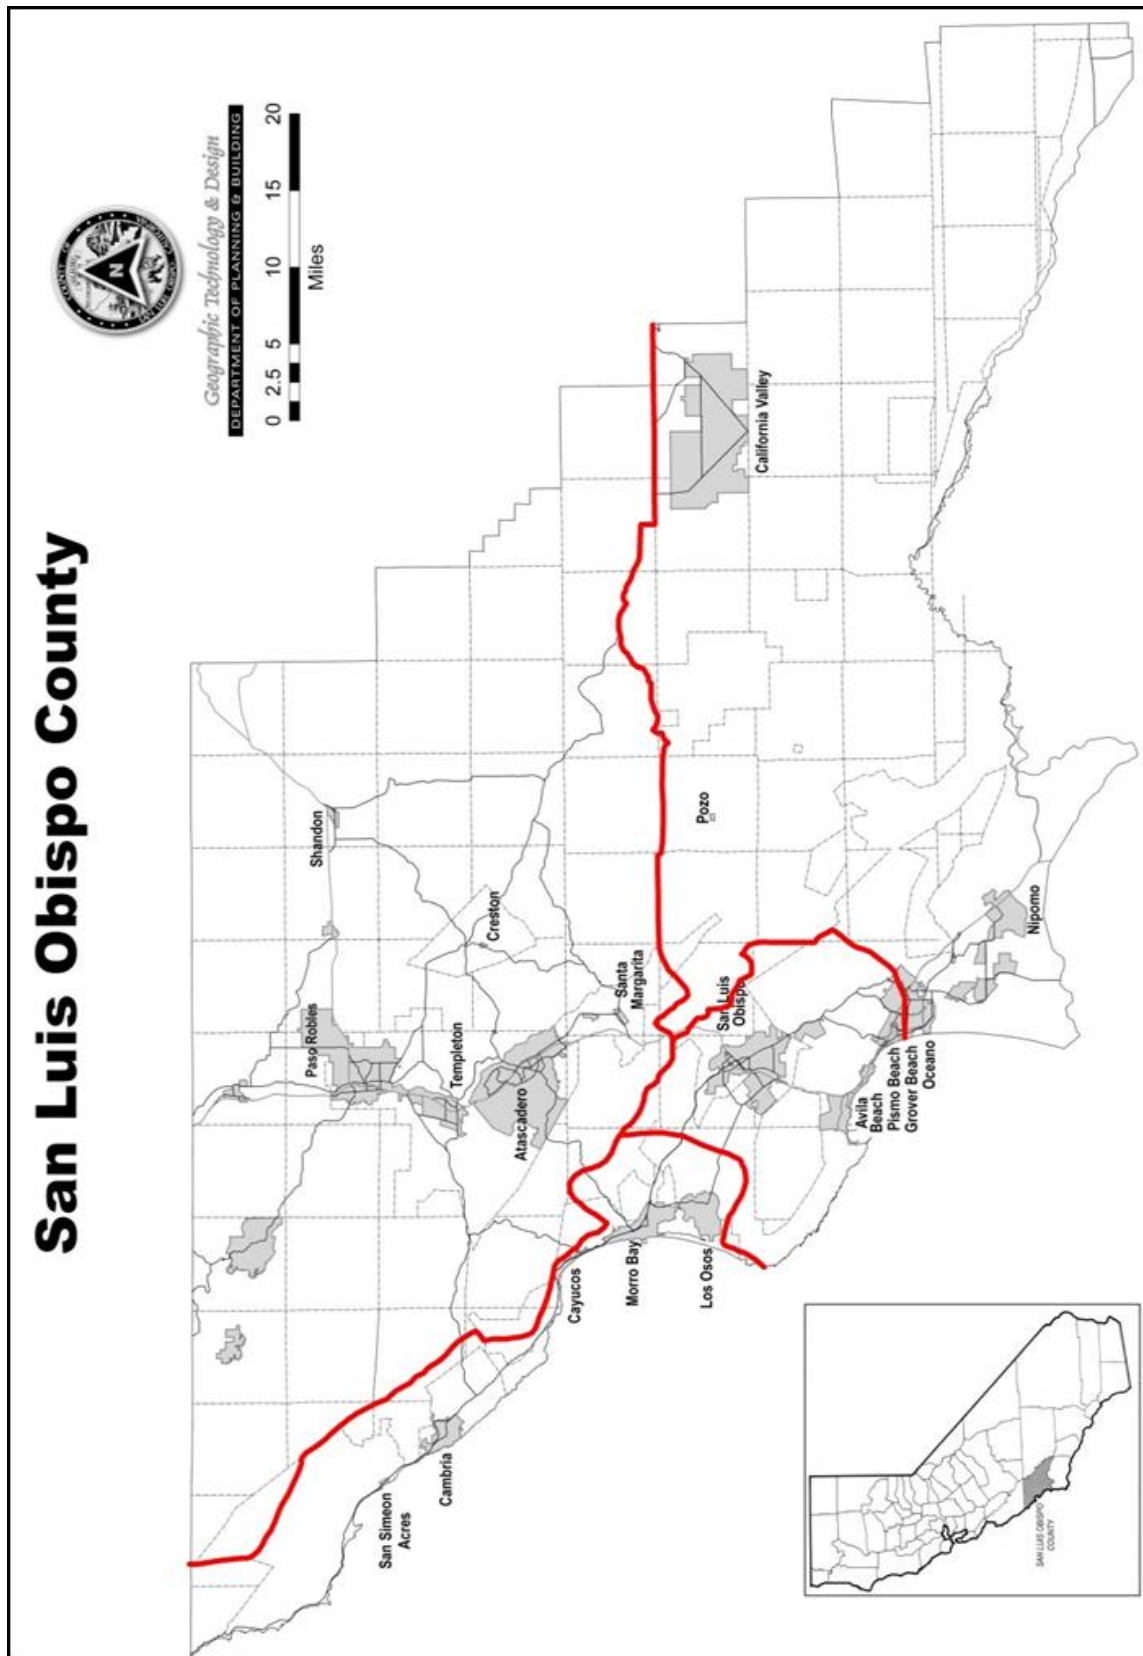 San Luis Obispo County
COUNTY OF
N
Geographic Technology & Design
DEPARTMENT OF PLANNING & BUILDING
0 2.5 5 10 15 20
Miles
Shandon
Paso Robles
Creston
Templeton
Atascadero
Santa
Margarita
California Valley
Pozo
San Luis
Obispo
Nipomo
Avila
Beach
Pismo Beach
Grover Beach
Oceano
Cayucos
Morro Bay
Los Osos
Cambria
San Simeon
Acres
SAN LUIS OBISPO
COUNTY